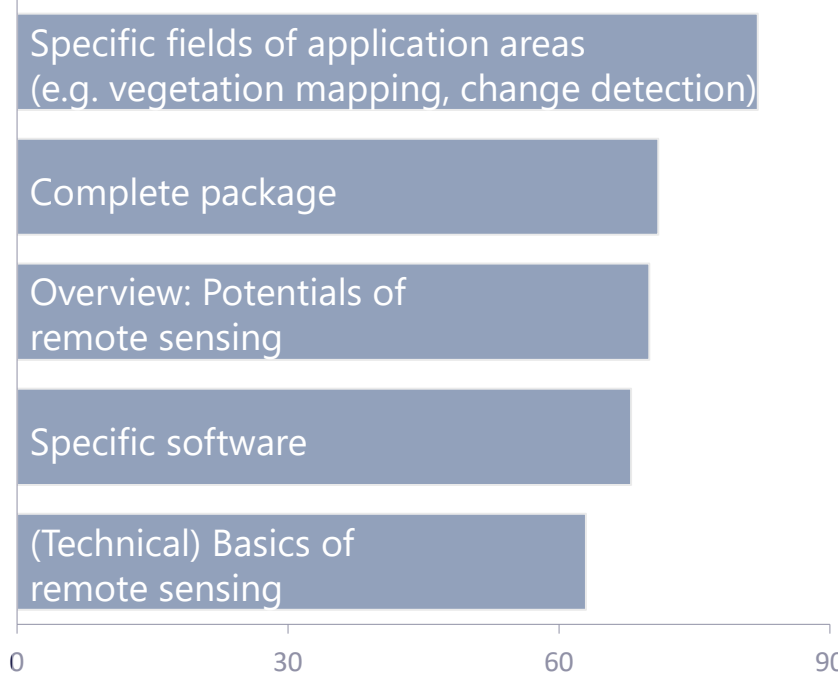 Specific fields of application areas
(e.g. vegetation mapping, change detection)
Complete package
Overview: Potentials of
remote sensing
Specific software
(Technical) Basics of
remote sensing
0 30 60 90